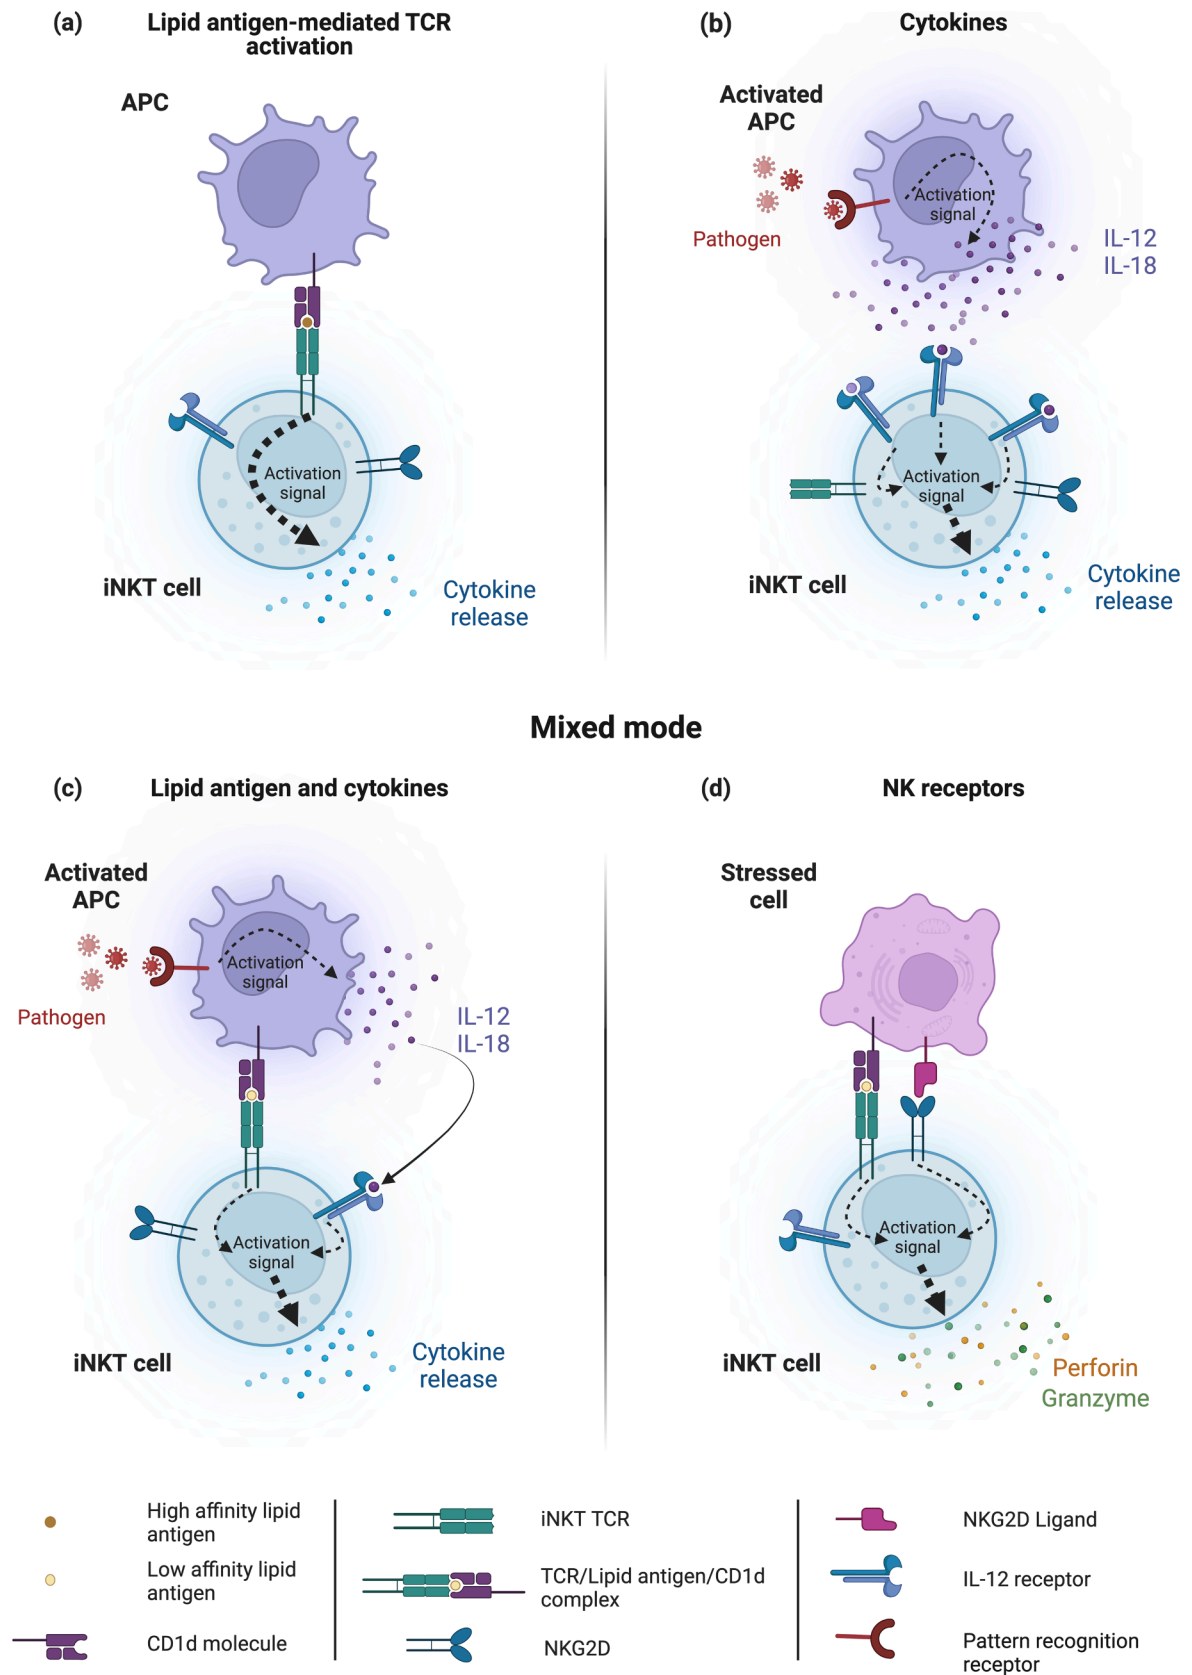 (a)
Lipid antigen-mediated TCR
activation
APC
Activation
signal
iNKT cell
Cytokine
release
(b)
Cytokines
Activated
APC
Activation
signal
Pathogen
IL-12
IL-18
Activation
signal
iNKT cell
Cytokine
release
Mixed mode
(c)
Lipid antigen and cytokines
Activated
APC
Activation
signal
Pathogen
IL-12
IL-18
Activation
signal
iNKT cell
Cytokine
release
(d)
NK receptors
Stressed
cell
Activation
signal
iNKT cell
Perforin
Granzyme
High affinity lipid
antigen
Low affinity lipid
antigen
CD1d molecule
iNKT TCR
TCR/Lipid antigen/CD1d
complex
NKG2D
NKG2D Ligand
IL-12 receptor
Pattern recognition
receptor